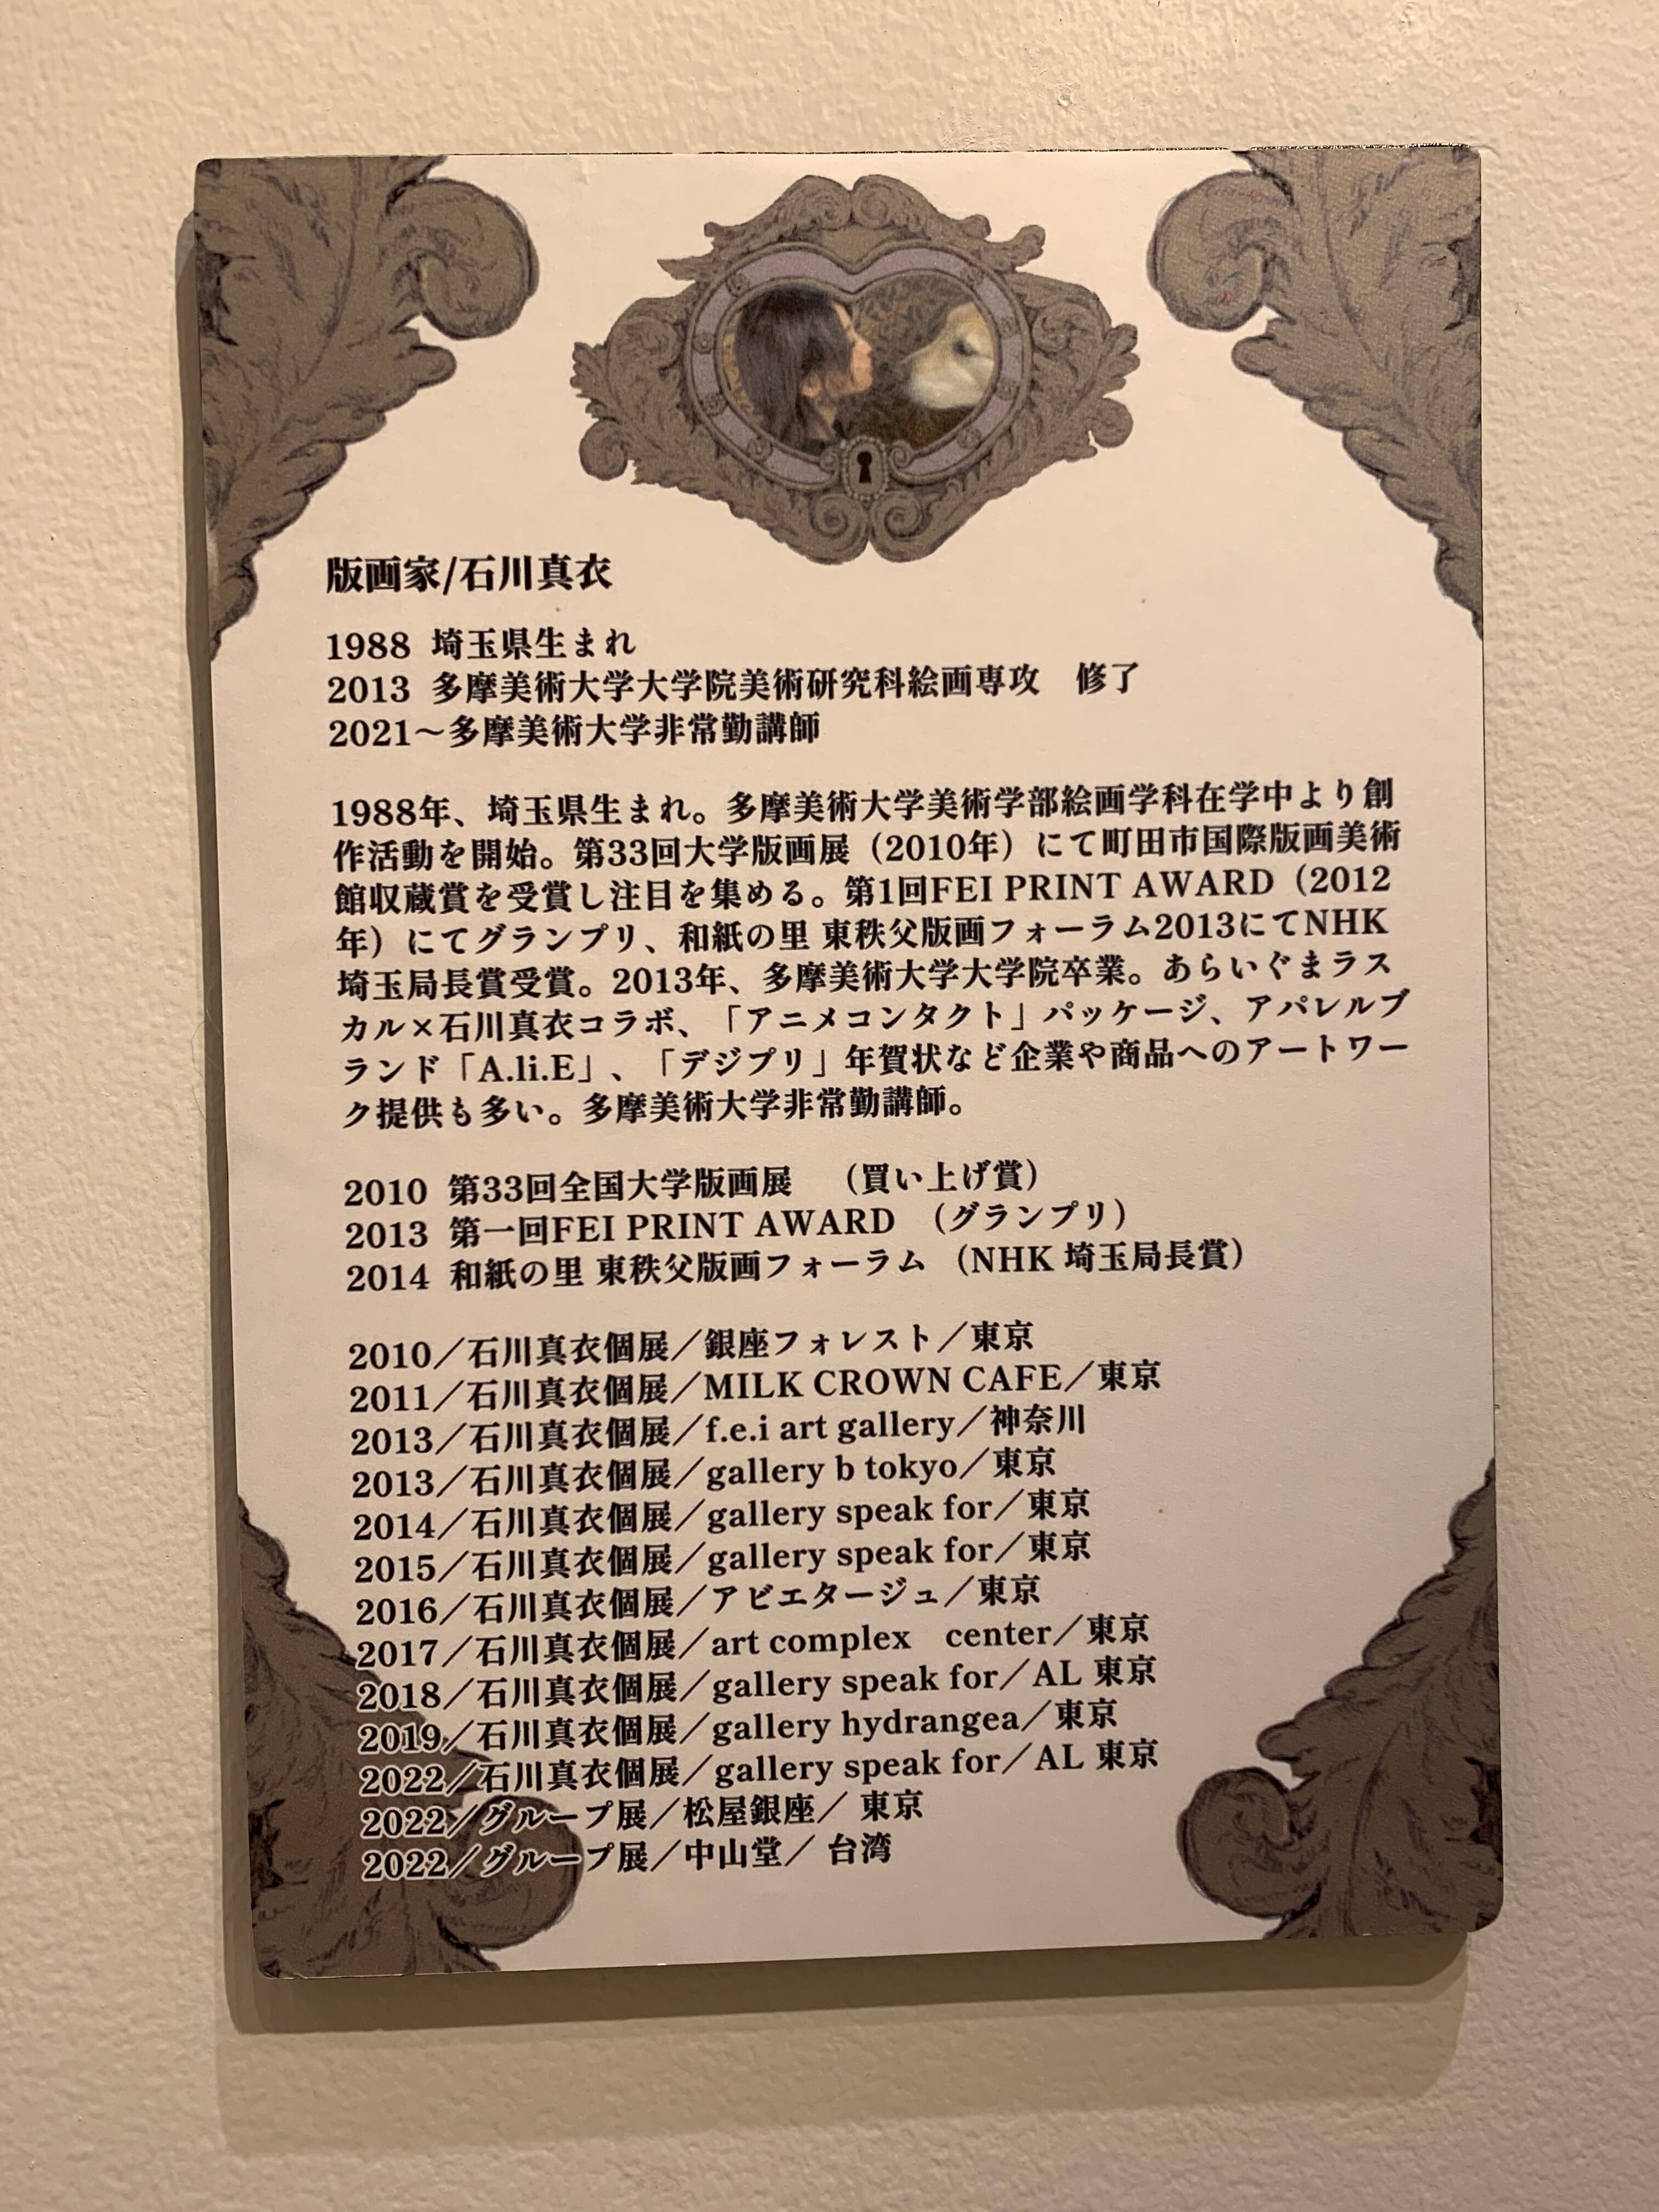 版画家/石川真衣
1988 埼玉県生まれ
2013 多摩美術大学大学院美術研究科絵画専攻　修了
2021～多摩美術大学非常勤講師
1988年、埼玉県生まれ。多摩美術大学美術学部絵画学科在学中より創
作活動を開始。第33回大学版画展（2010年）にて町田市国際版画美術
館収蔵賞を受賞し注目を集める。第1回FEI PRINT AWARD（2012
年）にてグランプリ、和紙の里 東秩父版画フォーラム2013にてNHK
埼玉局長賞受賞。2013年、多摩美術大学大学院卒業。あらいぐまラス
カル×石川真衣コラボ、「アニメコンタクト」パッケージ、アパレルブ
ランド「A.li.E」、「デジプリ」年賀状など企業や商品へのアートワー
ク提供も多い。多摩美術大学非常勤講師。
2010 第33回全国大学版画展　（買い上げ賞）
2013 第一回FEI PRINT AWARD （グランプリ）
2014 和紙の里 東秩父版画フォーラム （NHK 埼玉局長賞）
2010／石川真衣個展／銀座フォレスト／東京
2011／石川真衣個展／MILK CROWN CAFE／東京
2013／石川真衣個展／f.e.i art gallery／神奈川
2013／石川真衣個展／gallery b tokyo／東京
2014／石川真衣個展／gallery speak for／東京
2015／石川真衣個展／gallery speak for／東京
2016／石川真衣個展／アビエタージュ／東京
2017／石川真衣個展／art complex　center／東京
2018／石川真衣個展／gallery speak for／AL 東京
2019／石川真衣個展／gallery hydrangea／東京
2022／石川真衣個展／gallery speak for／AL 東京
2022／グループ展／松屋銀座／ 東京
2022／グループ展／中山堂／ 台湾